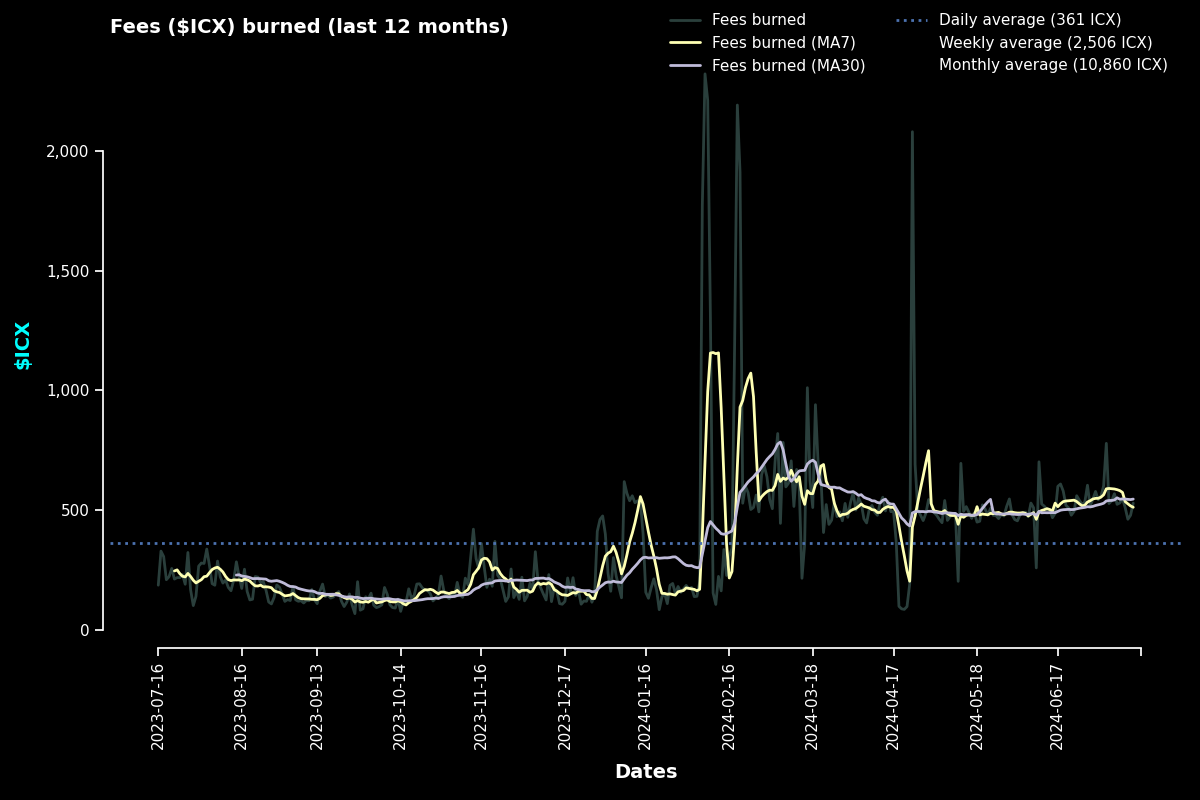 Fees ($ICX) burned (last 12 months)
Fees burned
Fees burned (MA7)
Fees burned (MA30)
Daily average (361 ICX)
Weekly average (2,506 ICX)
Monthly average (10,860 ICX)
$ICX
2,000
1,500
1,000
500
0
2023-07-16
2023-08-16
2023-09-13
2023-10-14
2023-11-16
2023-12-17
2024-01-16
2024-02-16
2024-03-18
2024-04-17
2024-05-18
2024-06-17
Dates